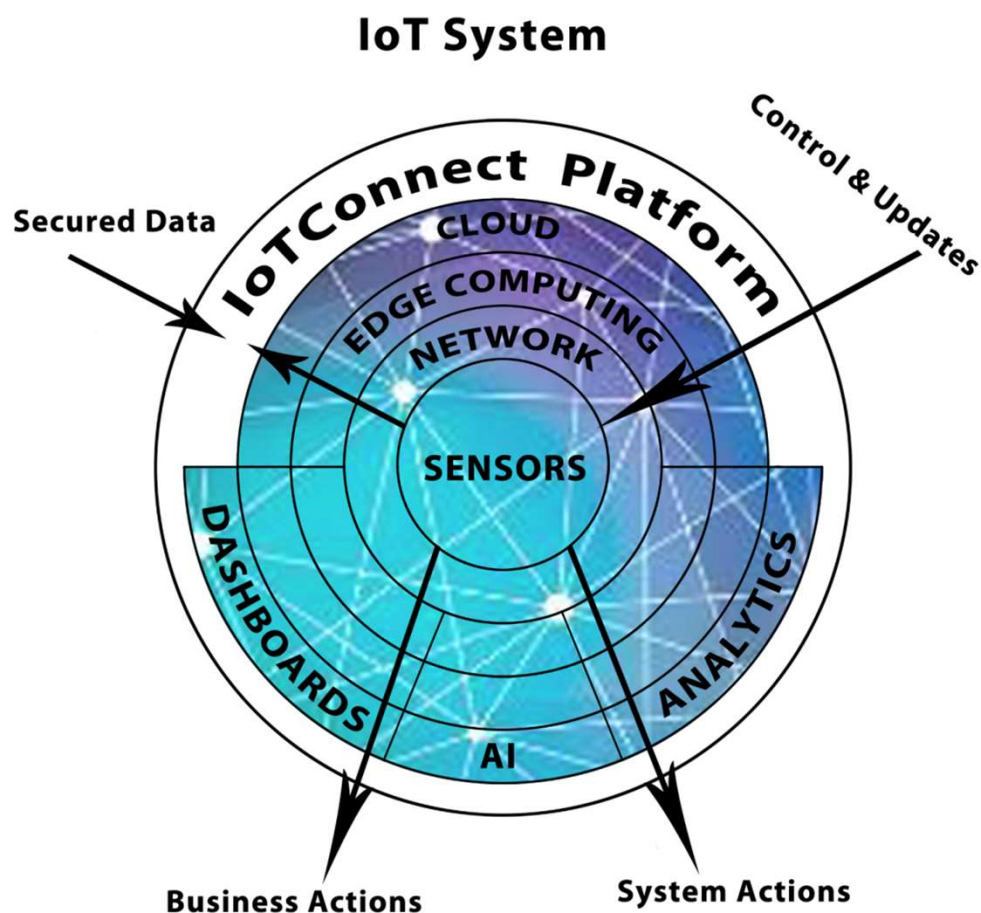 IoT System
Control & Updates
Secured Data
IoTConnect Platform
CLOUD
EDGE COMPUTING
NETWORK
SENSORS
DASHBOARDS
ANALYTICS
AI
Business Actions
System Actions